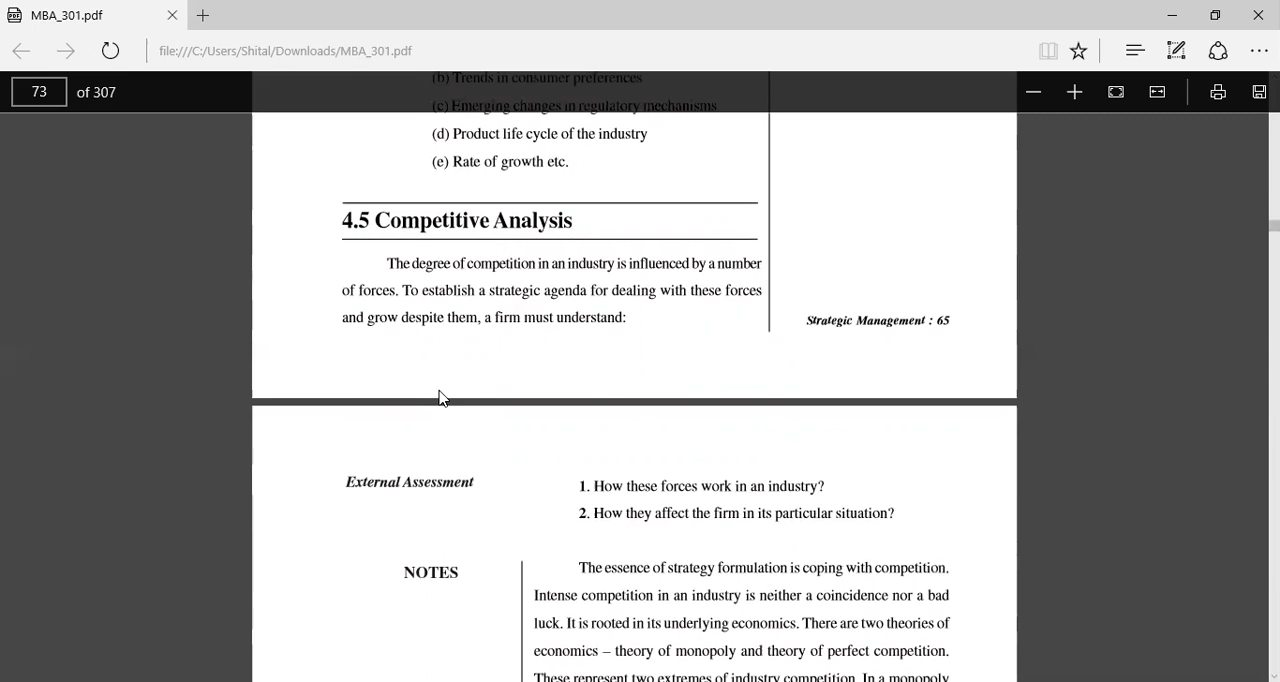 MBA_301.pdf
file:///C:/Users/Shital/Downloads/MBA_301.pdf
73 of 307
(b) Trends in consumer preferences
(c) Emerging changes in regulatory mechanisms
(d) Product life cycle of the industry
(e) Rate of growth etc.
4.5 Competitive Analysis
The degree of competition in an industry is influenced by a number
of forces. To establish a strategic agenda for dealing with these forces
and grow despite them, a firm must understand:
Strategic Management : 65
External Assessment
1. How these forces work in an industry?
2. How they affect the firm in its particular situation?
NOTES
The essence of strategy formulation is coping with competition.
Intense competition in an industry is neither a coincidence nor a bad
luck. It is rooted in its underlying economics. There are two theories of
economics – theory of monopoly and theory of perfect competition.
These represent two extremes of industry competition. In a monopoly